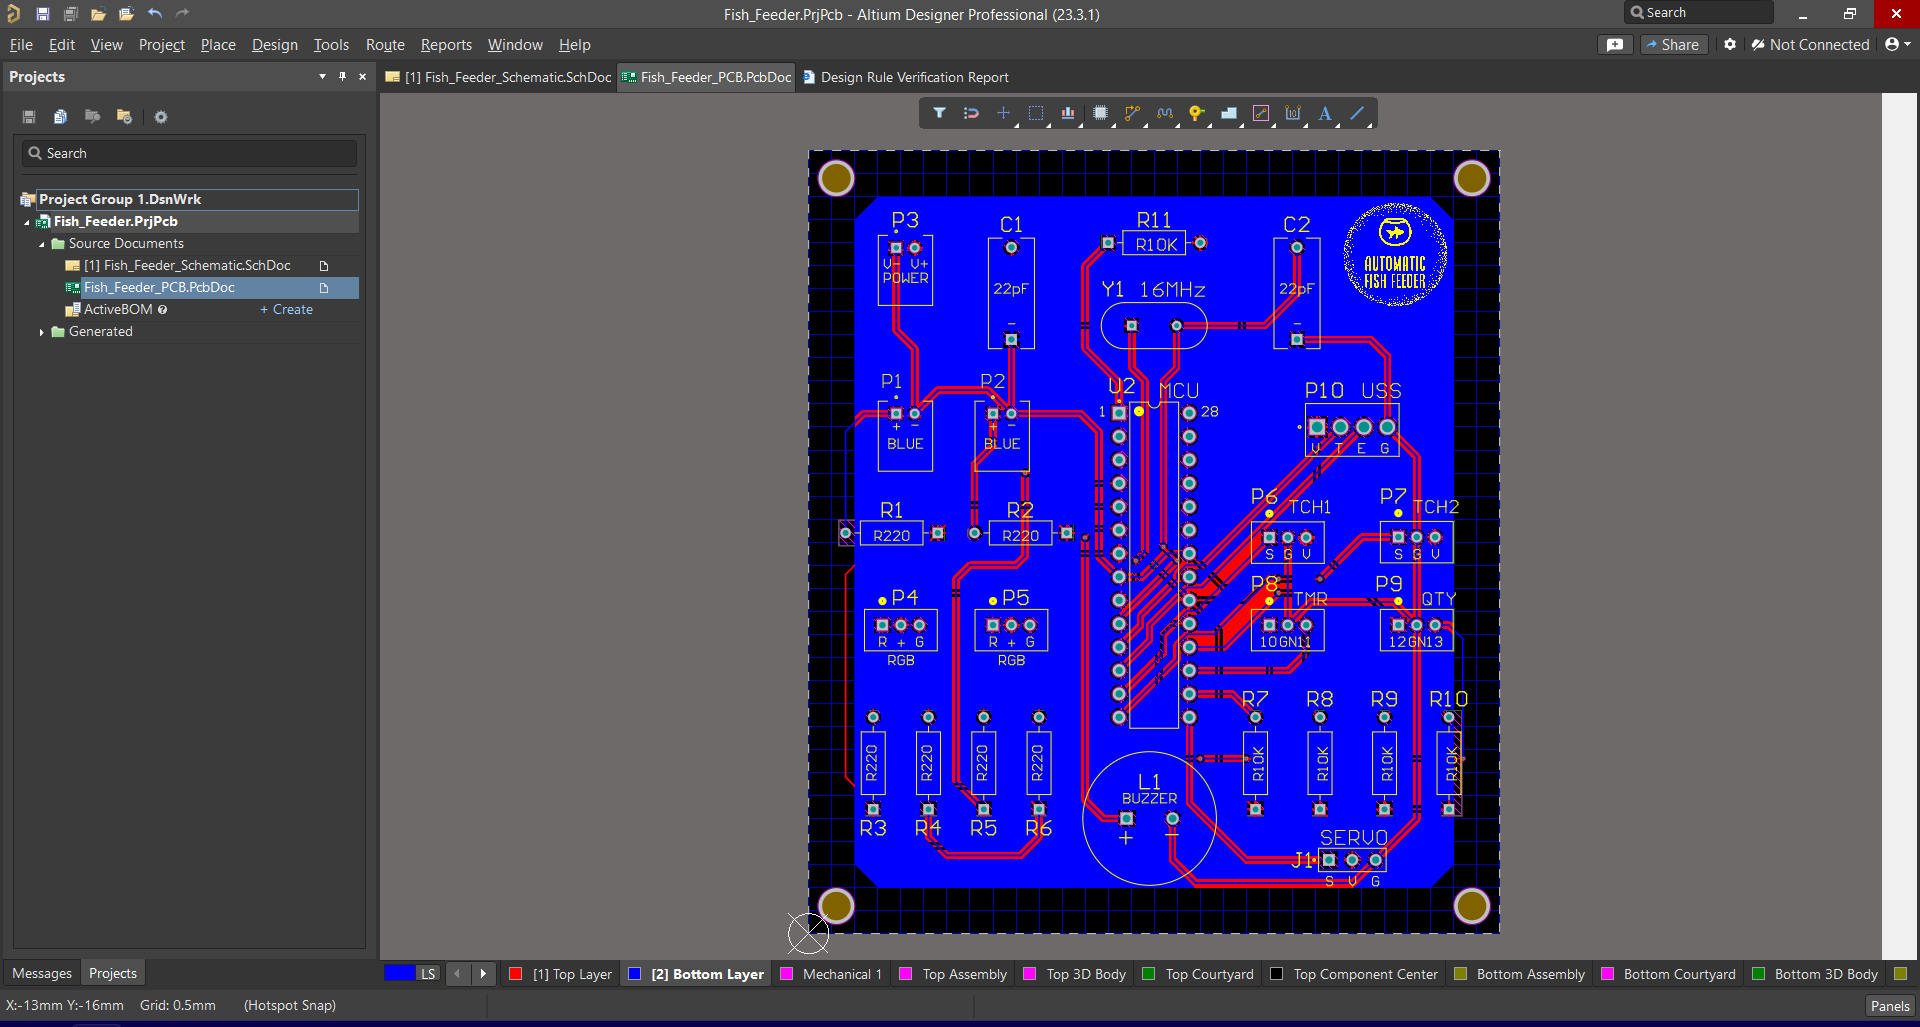 Fish_Feeder.PrjPcb - Altium Designer Professional (23.3.1)
Search
File Edit View Project Place Design Tools Route Reports Window Help
Share
Not Connected
Projects
[1] Fish_Feeder_Schematic.SchDoc
Fish_Feeder_PCB.PcbDoc
Design Rule Verification Report
Search
Project Group 1.DsnWrk
Fish_Feeder.PrjPcb
Source Documents
[1] Fish_Feeder_Schematic.SchDoc
Fish_Feeder_PCB.PcbDoc
ActiveBOM
+ Create
Generated
P3
V- V+
POWER
C1
22pF
R11
R10K
Y1 16MHz
C2
22pF
AUTOMATIC
FISH FEEDER
P1
+ -
BLUE
P2
+ -
BLUE
U2 MCU
1 28
P10 USS
V T E G
R1
R220
R2
R220
P6 TCH1
S G V
P7 TCH2
S G V
P4
R + G
RGB
P5
R + G
RGB
P8 TMR
10GN11
P9 QTY
12GN13
R7 R8 R9 R10
R220 R220 R220 R220
R10K R10K R10K R10K
R3 R4 R5 R6
L1
BUZZER
+ -
SERVO
J1
S V G
Messages
Projects
LS
[1] Top Layer
[2] Bottom Layer
Mechanical 1
Top Assembly
Top 3D Body
Top Courtyard
Top Component Center
Bottom Assembly
Bottom Courtyard
Bottom 3D Body
X:-13mm Y:-16mm Grid: 0.5mm (Hotspot Snap)
Panels